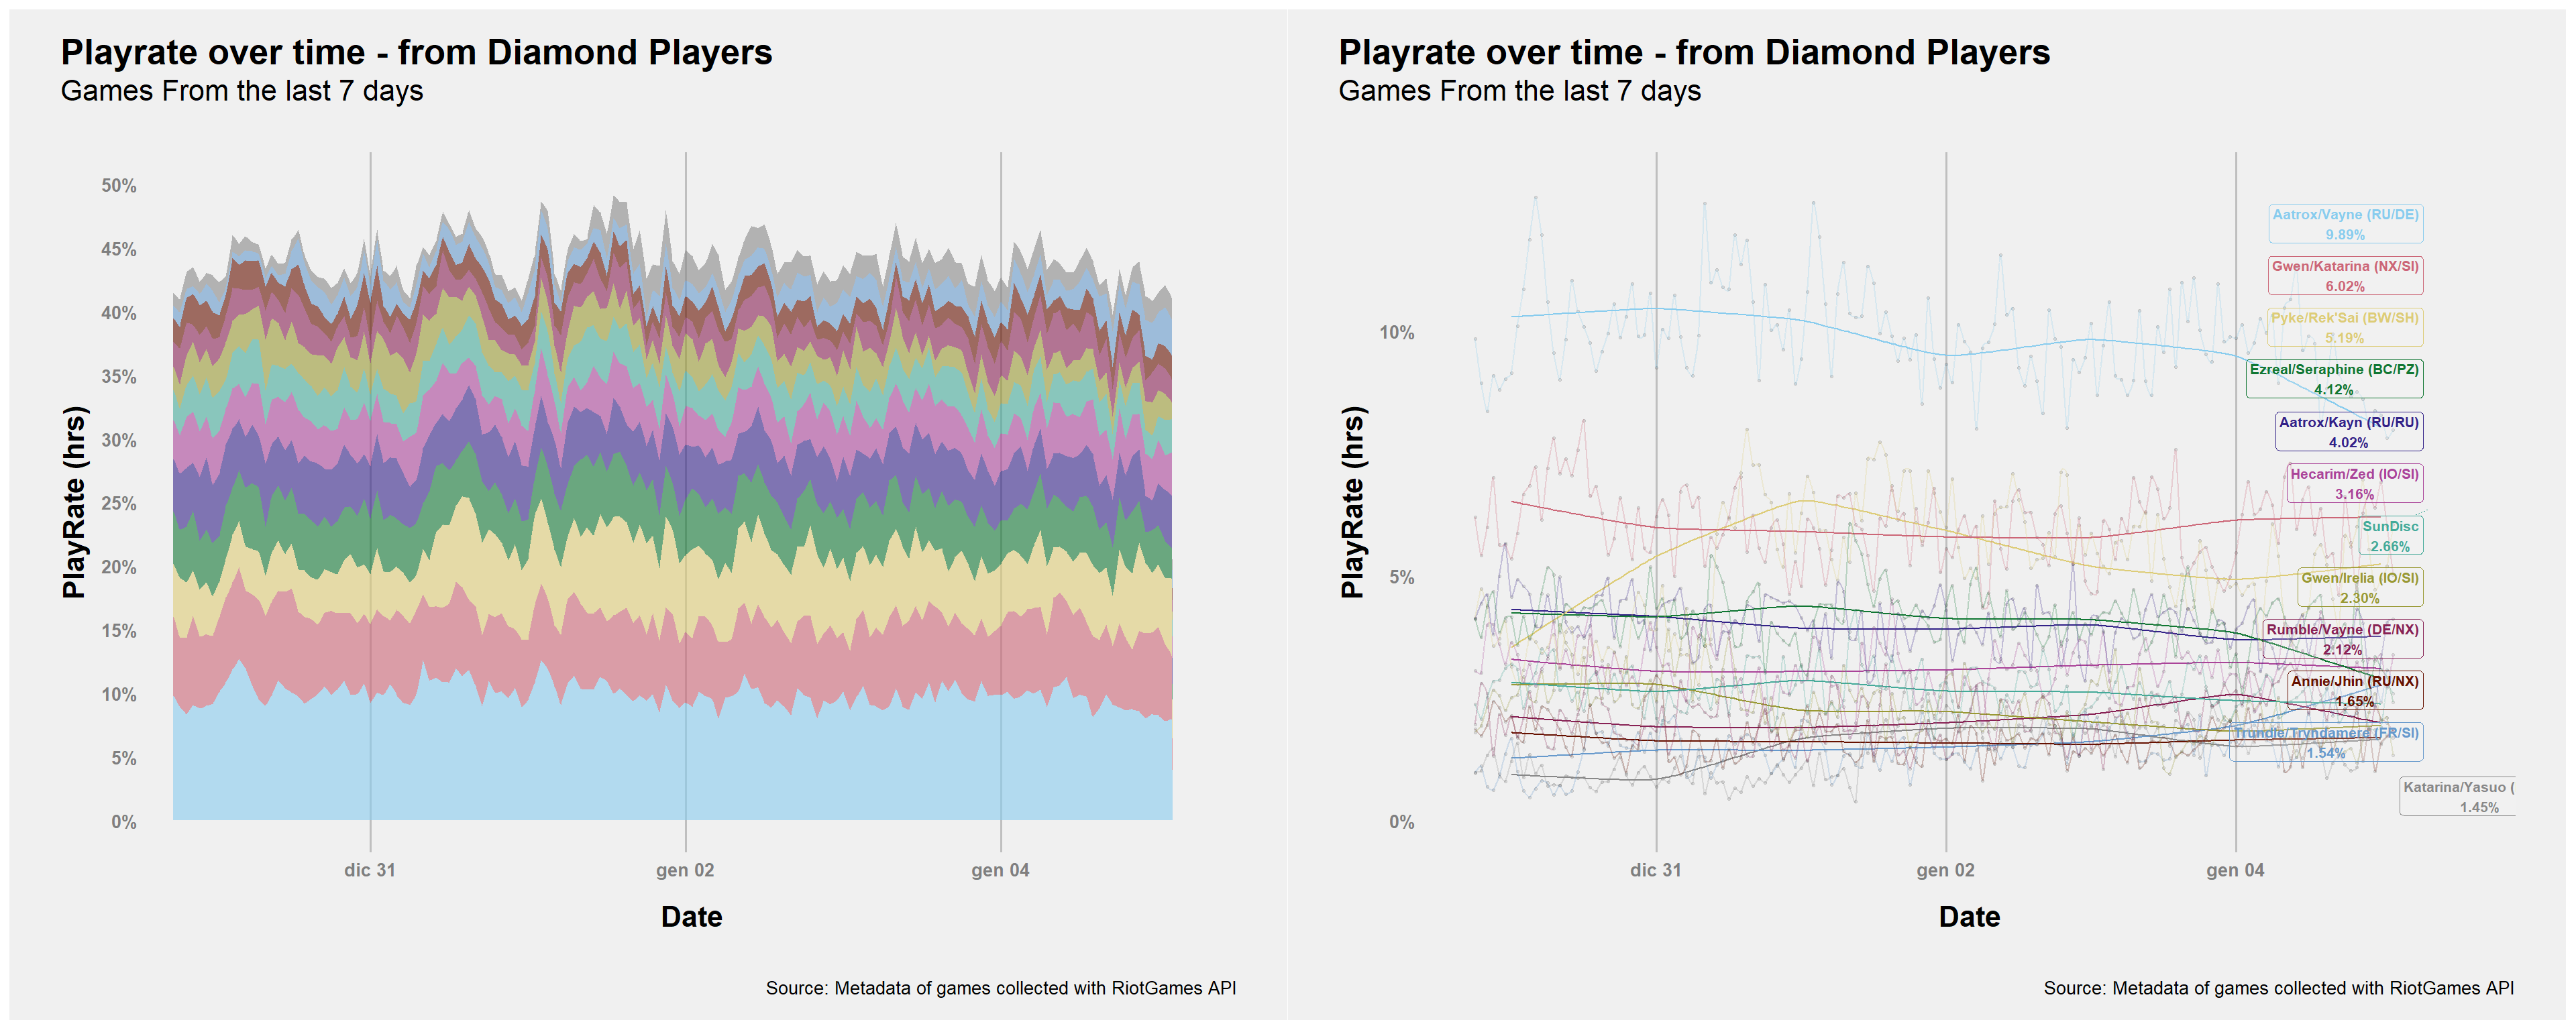 Playrate over time - from Diamond Players
Games From the last 7 days
50%
45%
40%
35%
30%
25%
20%
15%
10%
5%
0%
PlayRate (hrs)
dic 31
gen 02
gen 04
Date
Source: Metadata of games collected with RiotGames API
Playrate over time - from Diamond Players
Games From the last 7 days
10%
5%
0%
PlayRate (hrs)
Aatrox/Vayne (RU/DE)
9.89%
Gwen/Katarina (NX/SI)
6.02%
Pyke/Rek'Sai (BW/SH)
5.19%
Ezreal/Seraphine (BC/PZ)
4.12%
Aatrox/Kayn (RU/RU)
4.02%
Hecarim/Zed (IO/SI)
3.16%
SunDisc
2.66%
Gwen/Irelia (IO/SI)
2.30%
Rumble/Vayne (DE/NX)
2.12%
Annie/Jhin (RU/NX)
1.65%
Trundle/Tryndamere (FR/SI)
1.54%
Katarina/Yasuo (
1.45%
dic 31
gen 02
gen 04
Date
Source: Metadata of games collected with RiotGames API